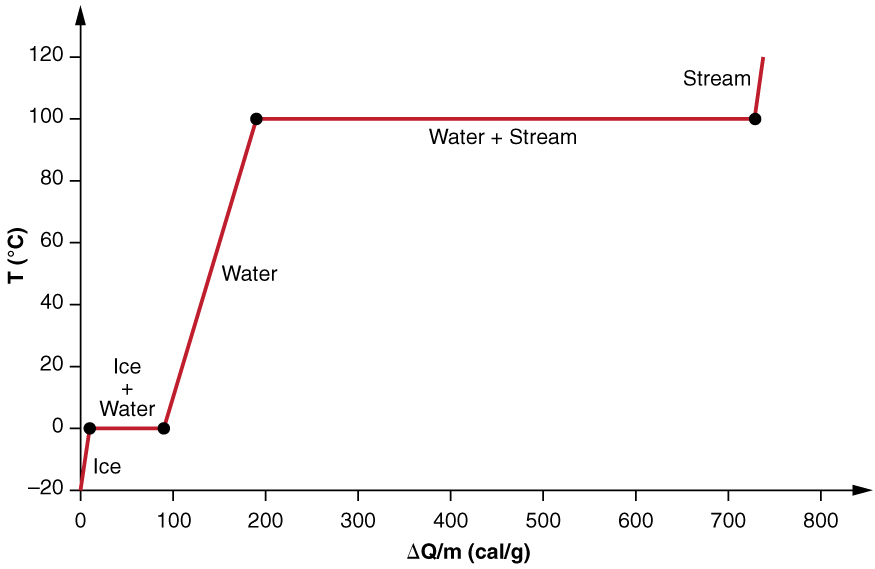 120
Stream
100
Water + Stream
80
60
T (°C)
Water
40
20
Ice
+
Water
0
Ice
–20
0 100 200 300 400 500 600 700 800
ΔQ/m (cal/g)